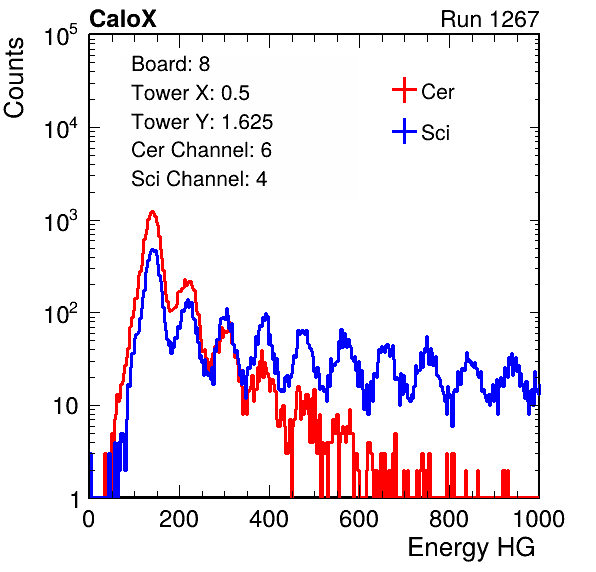 CaloX Run 1267
Counts
10^5
10^4
10^3
10^2
10
1
Board: 8
Tower X: 0.5
Tower Y: 1.625
Cer Channel: 6
Sci Channel: 4
Cer
Sci
0 200 400 600 800 1000
Energy HG